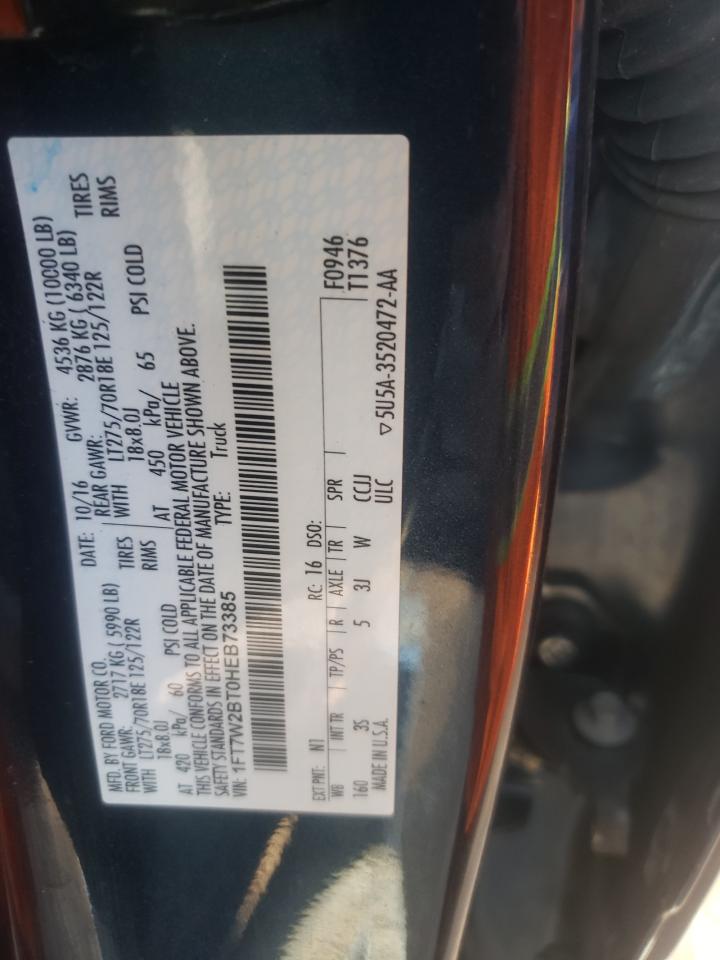 MFD. BY FORD MOTOR CO. DATE: 10/16 GVWR: 4536 KG (10000 LB)
FRONT GAWR: 2717 KG ( 5990 LB) REAR GAWR: 2876 KG ( 6340 LB)
WITH LT275/70R18E 125/122R TIRES WITH LT275/70R18E 125/122R TIRES
18x8.0J RIMS 18x8.0J RIMS
AT 420 kPa/ 60 PSI COLD AT 450 kPa/ 65 PSI COLD
THIS VEHICLE CONFORMS TO ALL APPLICABLE FEDERAL MOTOR VEHICLE
SAFETY STANDARDS IN EFFECT ON THE DATE OF MANUFACTURE SHOWN ABOVE.
VIN: 1FT7W2BT0HEB73385 TYPE: Truck
EXT PNT: N1 RC: 16 DSO: F0946
WB INT TR TP/PS R AXLE TR SPR T1376
160 3S 5 3J W CCJJ
MADE IN U.S.A. ULC ▽5U5A-3520472-AA